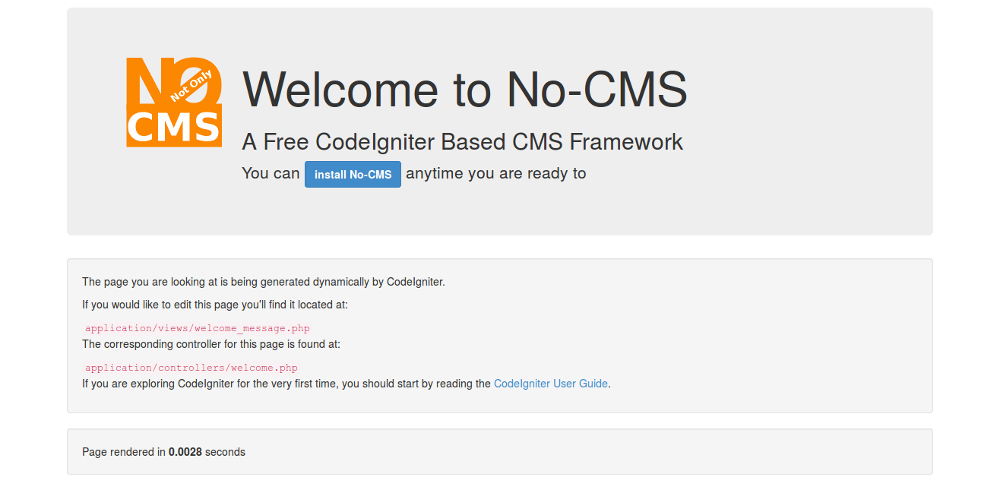 NO
Not Only
CMS
Welcome to No-CMS
A Free CodeIgniter Based CMS Framework
You can install No-CMS anytime you are ready to
The page you are looking at is being generated dynamically by CodeIgniter.
If you would like to edit this page you'll find it located at:
application/views/welcome_message.php
The corresponding controller for this page is found at:
application/controllers/welcome.php
If you are exploring CodeIgniter for the very first time, you should start by reading the CodeIgniter User Guide.
Page rendered in 0.0028 seconds